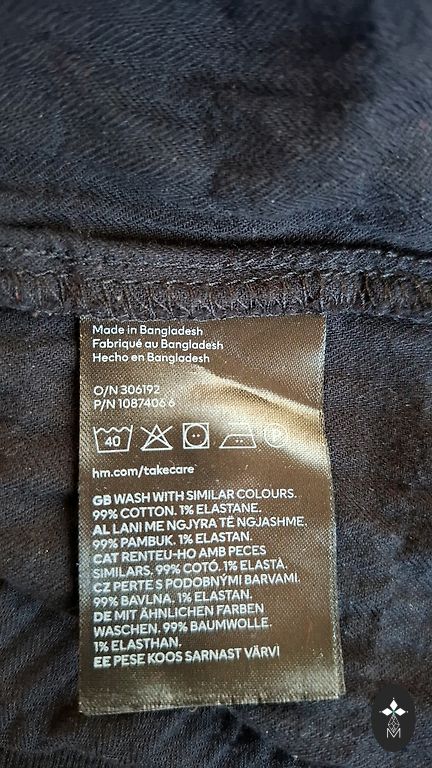 Made in Bangladesh
Fabriqué au Bangladesh
Hecho en Bangladesh
O/N 306192
P/N 1087406 6
40
hm.com/takecare
GB WASH WITH SIMILAR COLOURS.
99% COTTON. 1% ELASTANE.
AL LANI ME NGJYRA TË NGJASHME.
99% PAMBUK. 1% ELASTAN.
CAT RENTEU-HO AMB PECES
SIMILARS. 99% COTÓ. 1% ELASTÀ.
CZ PERTE S PODOBNÝMI BARVAMI.
99% BAVLNA. 1% ELASTAN.
DE MIT ÄHNLICHEN FARBEN
WASCHEN. 99% BAUMWOLLE.
1% ELASTHAN.
EE PESE KOOS SARNAST VÄRVI
M